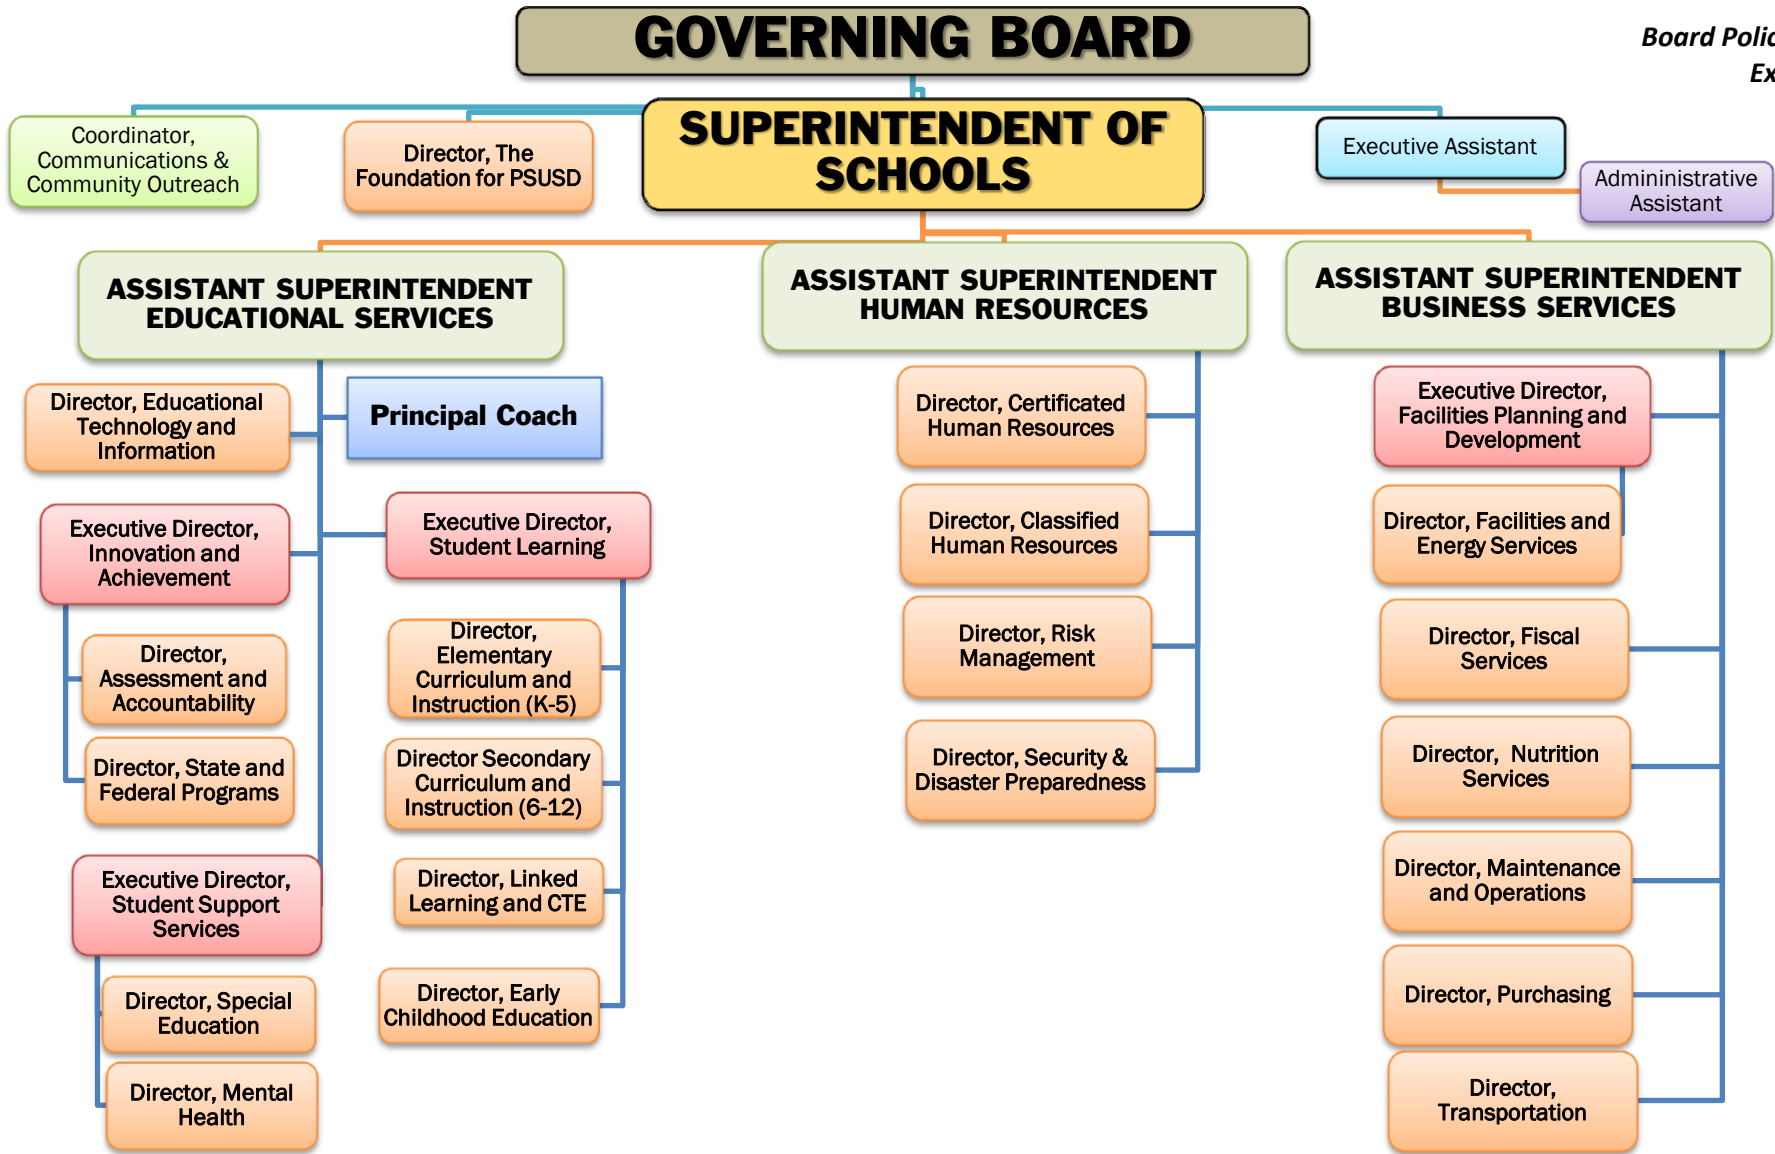 GOVERNING BOARD
Board Polic
Ex
SUPERINTENDENT OF
SCHOOLS
Coordinator,
Communications &
Community Outreach
Director, The
Foundation for PSUSD
Executive Assistant
Admininistrative
Assistant
ASSISTANT SUPERINTENDENT
EDUCATIONAL SERVICES
ASSISTANT SUPERINTENDENT
HUMAN RESOURCES
ASSISTANT SUPERINTENDENT
BUSINESS SERVICES
Director, Educational
Technology and
Information
Principal Coach
Executive Director,
Innovation and
Achievement
Executive Director,
Student Learning
Director,
Assessment and
Accountability
Director, State and
Federal Programs
Director,
Elementary
Curriculum and
Instruction (K-5)
Director Secondary
Curriculum and
Instruction (6-12)
Director, Linked
Learning and CTE
Director, Early
Childhood Education
Executive Director,
Student Support
Services
Director, Special
Education
Director, Mental
Health
Director, Certificated
Human Resources
Director, Classified
Human Resources
Director, Risk
Management
Director, Security &
Disaster Preparedness
Executive Director,
Facilities Planning and
Development
Director, Facilities and
Energy Services
Director, Fiscal
Services
Director, Nutrition
Services
Director, Maintenance
and Operations
Director, Purchasing
Director,
Transportation